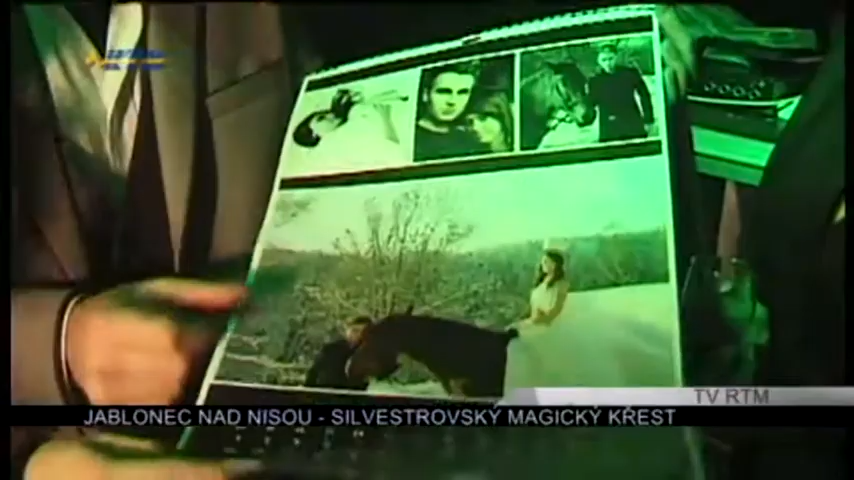 TV RTM
JABLONEC NAD NISOU - SILVESTROVSKÝ MAGICKÝ KŘEST